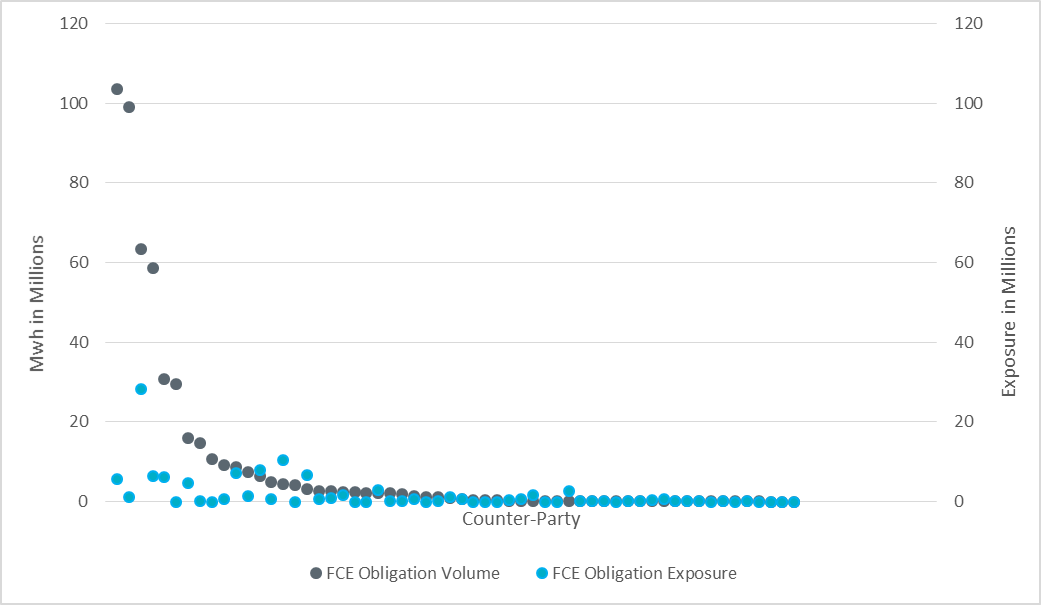 120
100
80
60
40
20
0
Mwh in Millions
120
100
80
60
40
20
0
Exposure in Millions
Counter-Party
FCE Obligation Volume
FCE Obligation Exposure